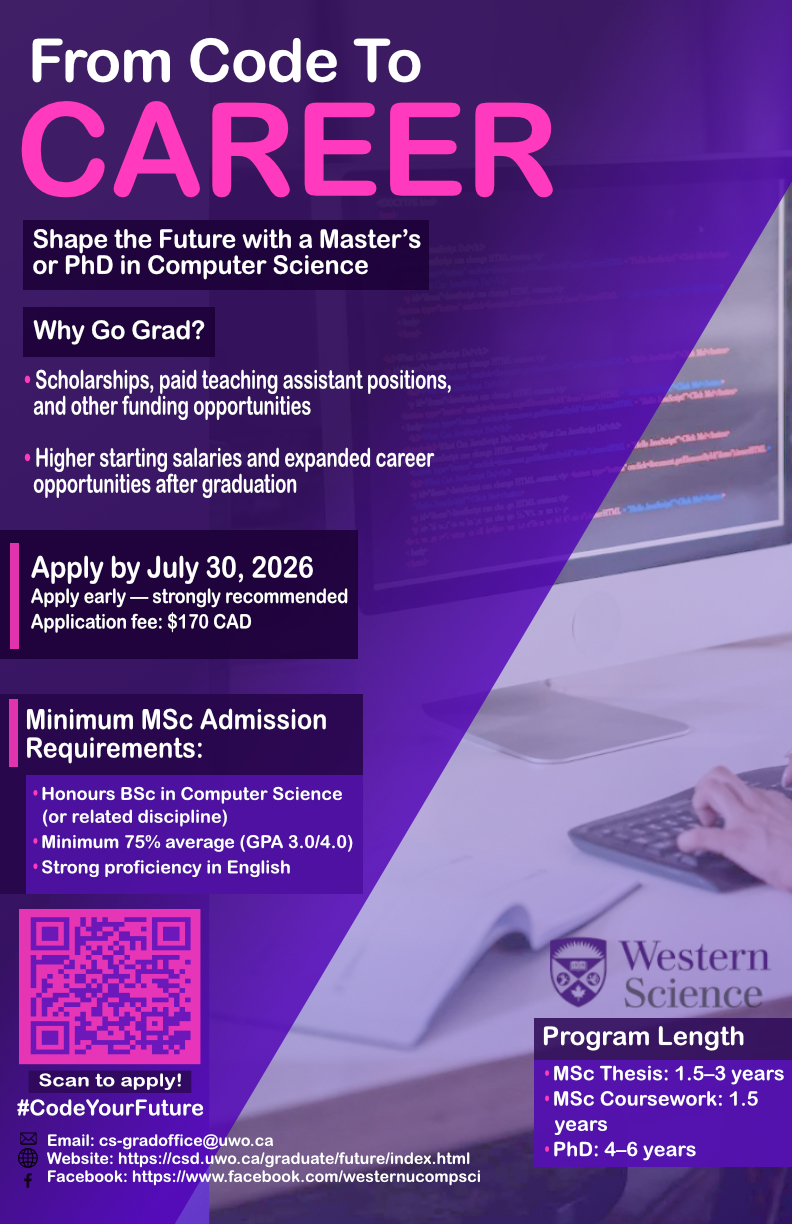 From Code To
CAREER
Shape the Future with a Master's
or PhD in Computer Science
Why Go Grad?
• Scholarships, paid teaching assistant positions,
and other funding opportunities
• Higher starting salaries and expanded career
opportunities after graduation
Apply by July 30, 2026
Apply early — strongly recommended
Application fee: $170 CAD
Minimum MSc Admission
Requirements:
• Honours BSc in Computer Science
(or related discipline)
• Minimum 75% average (GPA 3.0/4.0)
• Strong proficiency in English
Scan to apply!
#CodeYourFuture
Email: cs-gradoffice@uwo.ca
Website: https://csd.uwo.ca/graduate/future/index.html
Facebook: https://www.facebook.com/westernucompsci
Western
Science
Program Length
• MSc Thesis: 1.5–3 years
• MSc Coursework: 1.5
years
• PhD: 4–6 years